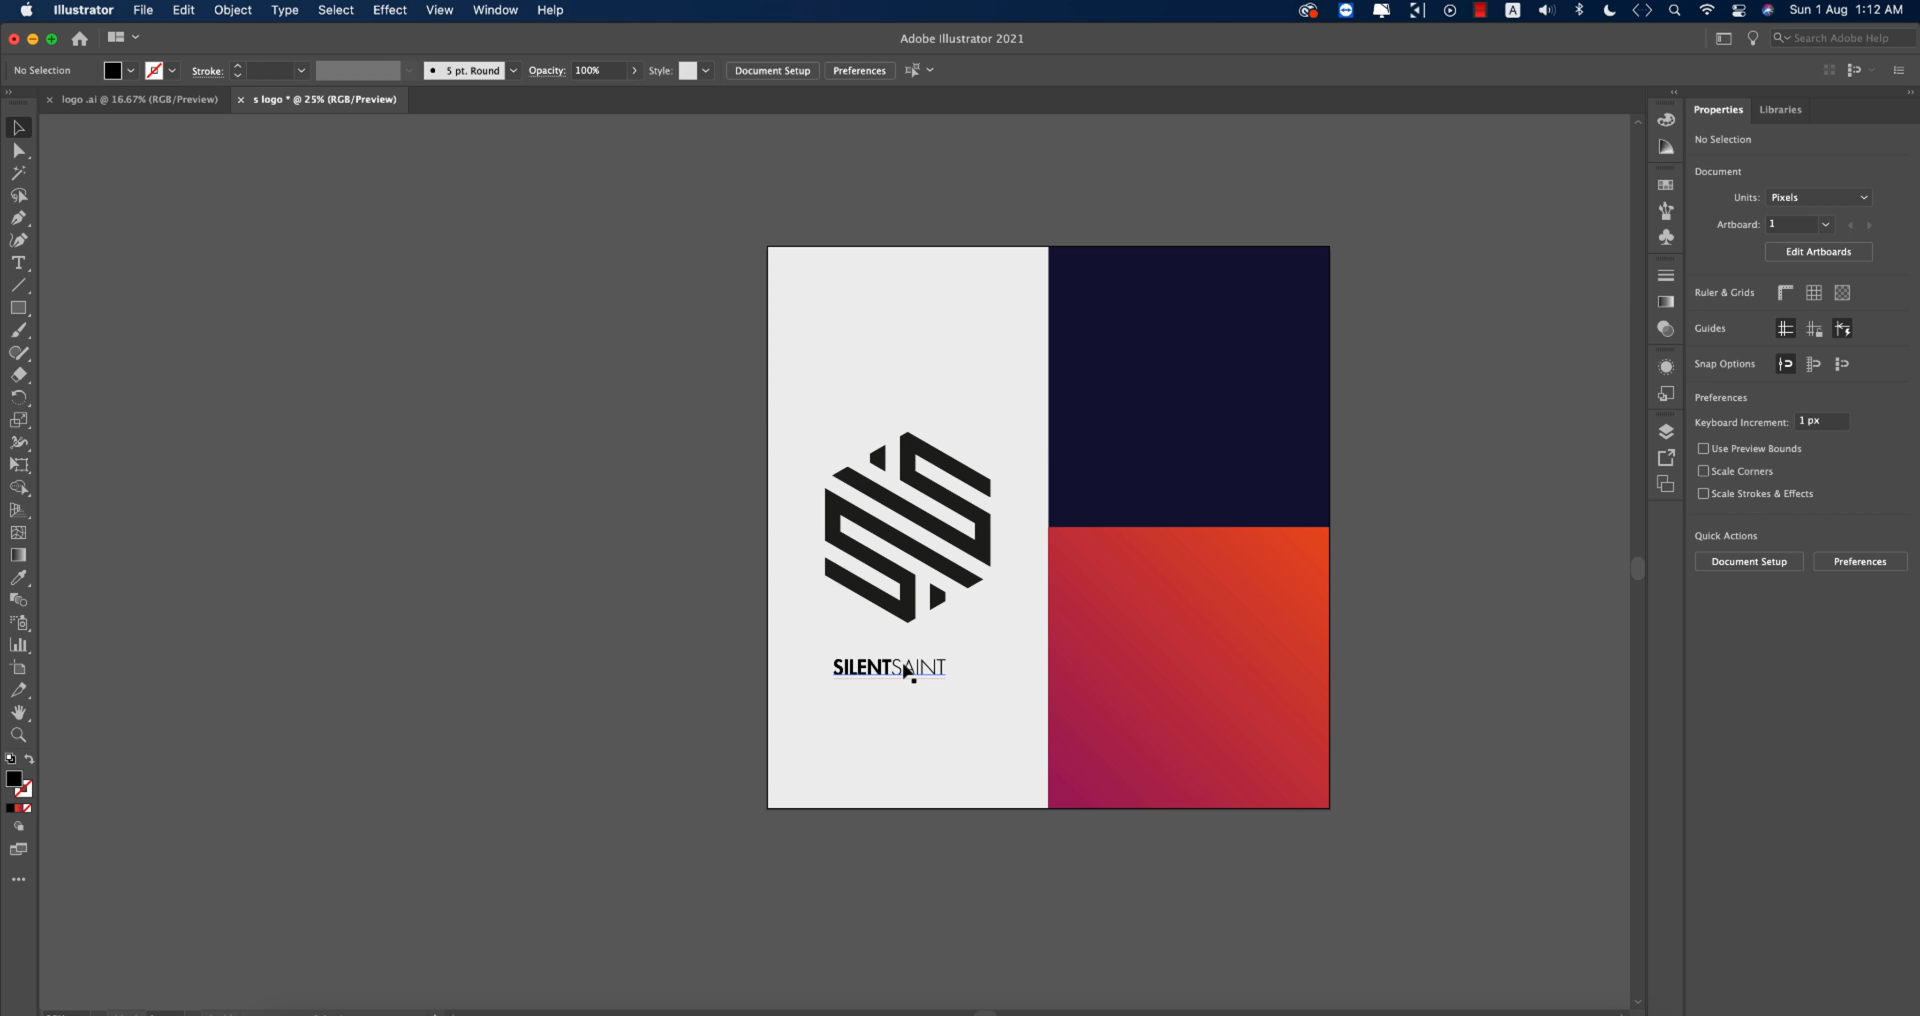 Illustrator File Edit Object Type Select Effect View Window Help A Sun 1 Aug 1:12 AM
Adobe Illustrator 2021
Search Adobe Help
No Selection Stroke: 5 pt. Round Opacity: 100% Style: Document Setup Preferences
logo .ai @ 16.67% (RGB/Preview) s logo * @ 25% (RGB/Preview)
Properties Libraries
No Selection
Document
Units: Pixels
Artboard: 1
Edit Artboards
Ruler & Grids
Guides
Snap Options
Preferences
Keyboard Increment: 1 px
Use Preview Bounds
Scale Corners
Scale Strokes & Effects
Quick Actions
Document Setup Preferences
SILENTSAINT